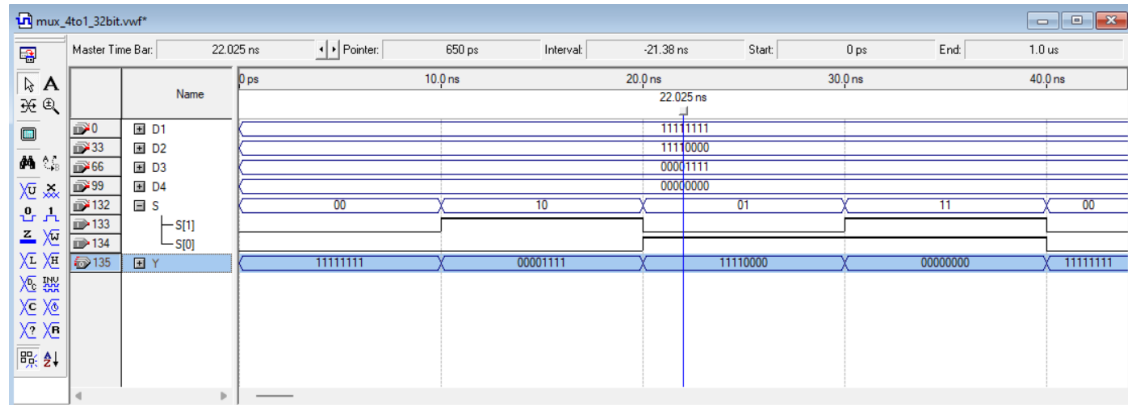 mux_4to1_32bit.vwf*
Master Time Bar: 22.025 ns Pointer: 650 ps Interval: -21.38 ns Start: 0 ps End: 1.0 us
A
Name
0 ps 10.0 ns 20.0 ns 30.0 ns 40.0 ns
22.025 ns
0 D1 11111111
33 D2 11110000
66 D3 00001111
99 D4 00000000
132 S 00 10 01 11 00
133 S[1]
134 S[0]
135 Y 11111111 00001111 11110000 00000000 11111111